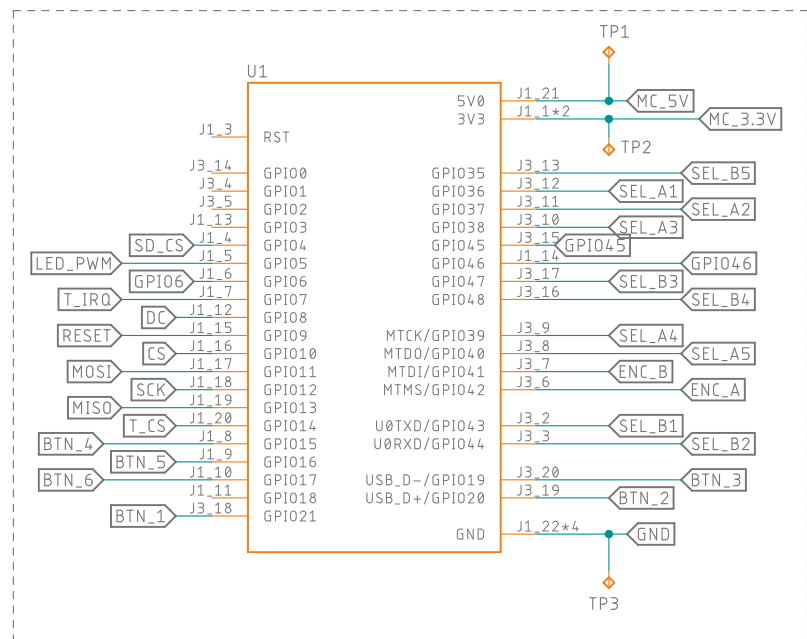 TP1
U1
5V0 J1_21 MC_5V
3V3 J1_1*2 MC_3.3V
J1_3 RST
TP2
J3_14 GPIO0 GPIO35 J3_13 SEL_B5
J3_4 GPIO1 GPIO36 J3_12 SEL_A1
J3_5 GPIO2 GPIO37 J3_11 SEL_A2
J1_13 GPIO3 GPIO38 J3_10 SEL_A3
SD_CS J1_4 GPIO4 GPIO45 J3_15 GPIO45
LED_PWM J1_5 GPIO5 GPIO46 J1_14 GPIO46
GPIO6 J1_6 GPIO6 GPIO47 J3_17 SEL_B3
T_IRQ J1_7 GPIO7 GPIO48 J3_16 SEL_B4
DC J1_12 GPIO8
RESET J1_15 GPIO9 MTCK/GPIO39 J3_9 SEL_A4
CS J1_16 GPIO10 MTDO/GPIO40 J3_8 SEL_A5
MOSI J1_17 GPIO11 MTDI/GPIO41 J3_7 ENC_B
SCK J1_18 GPIO12 MTMS/GPIO42 J3_6 ENC_A
MISO J1_19 GPIO13
T_CS J1_20 GPIO14 U0TXD/GPIO43 J3_2 SEL_B1
BTN_4 J1_8 GPIO15 U0RXD/GPIO44 J3_3 SEL_B2
BTN_5 J1_9 GPIO16
BTN_6 J1_10 GPIO17 USB_D-/GPIO19 J3_20 BTN_3
J1_11 GPIO18 USB_D+/GPIO20 J3_19 BTN_2
BTN_1 J3_18 GPIO21
GND J1_22*4 GND
TP3